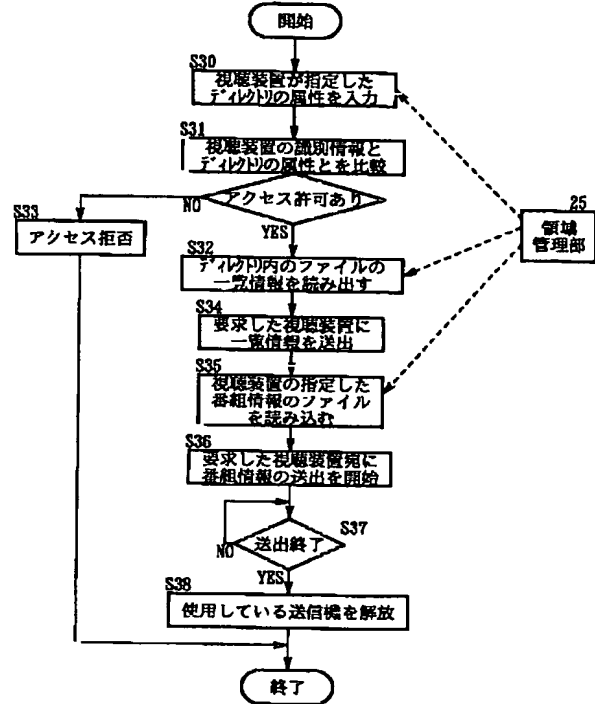 開始
S30
視聴装置が指定した
ディレクトリの属性を入力
S31
視聴装置の識別情報と
ディレクトリの属性とを比較
アクセス許可あり
NO
YES
S33
アクセス拒否
25
領域
管理部
S32
ディレクトリ内のファイルの
一覧情報を読み出す
S34
要求した視聴装置に
一覧情報を送出
S35
視聴装置の指定した
番組情報のファイル
を読み込む
S36
要求した視聴装置宛に
番組情報の送出を開始
S37
送出終了
NO
YES
S38
使用している送信機を解放
終了